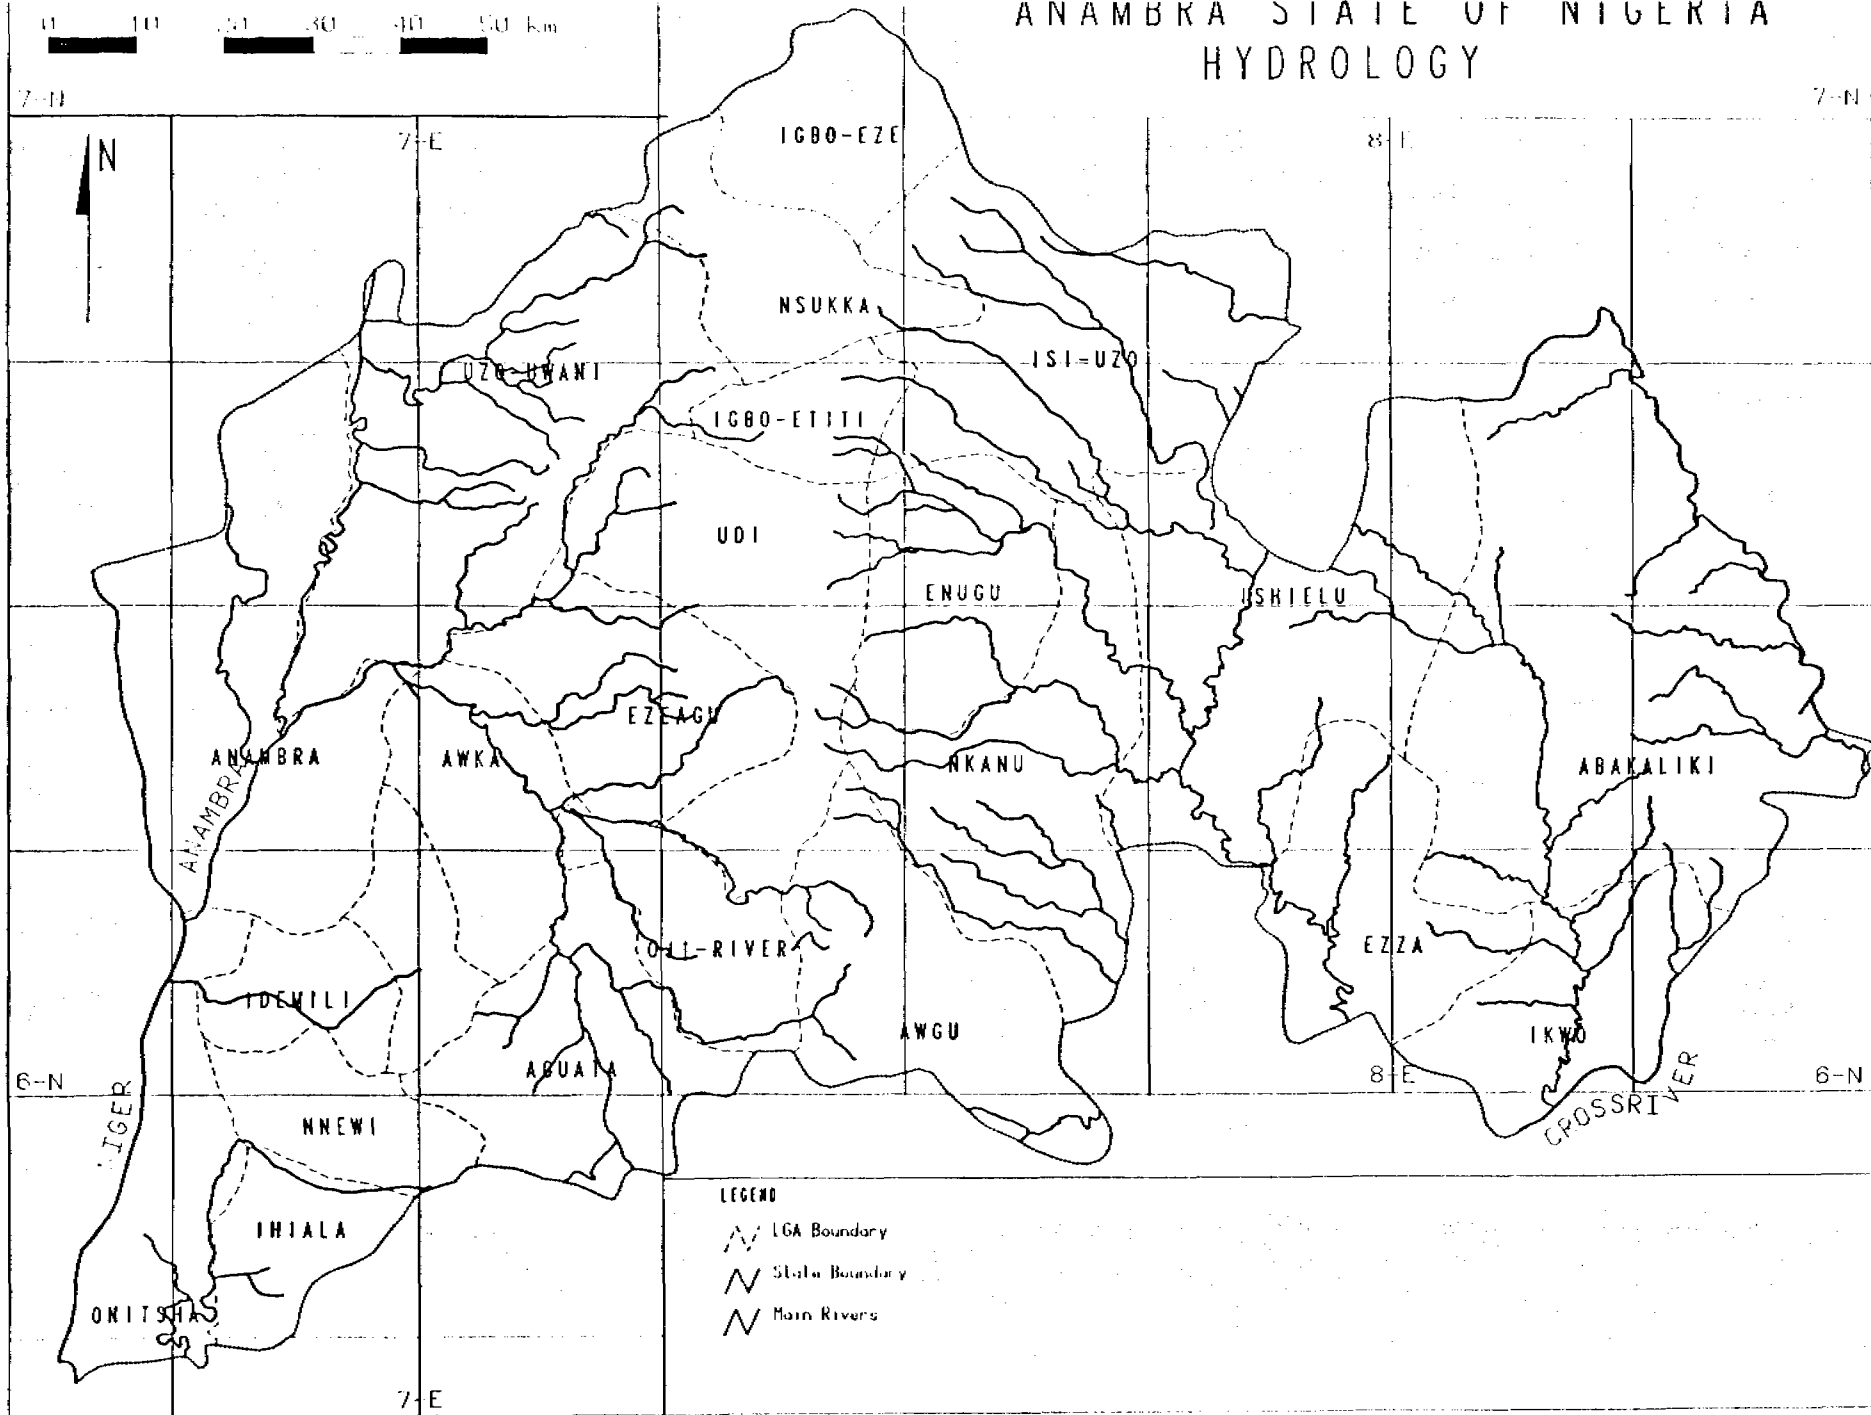 0 10 20 30 40 50 km
ANAMBRA STATE OF NIGERIA
HYDROLOGY
7-N
7-N
7-E
8-E
N
IGBO-EZE
NSUKKA
UZO-UWANI
ISI-UZO
IGBO-ETITI
UDI
ENUGU
ISHIELU
EZEAGU
ANAMBRA
AWKA
NKANU
ABAKALIKI
ANAMBRA
OJI-RIVER
EZZA
IDEMILI
AWGU
IKWO
AGUATA
6-N
8-E
6-N
NIGER
CROSSRIVER
NNEWI
LEGEND
LGA Boundary
State Boundary
Main Rivers
IHIALA
ONITSHA
7-E